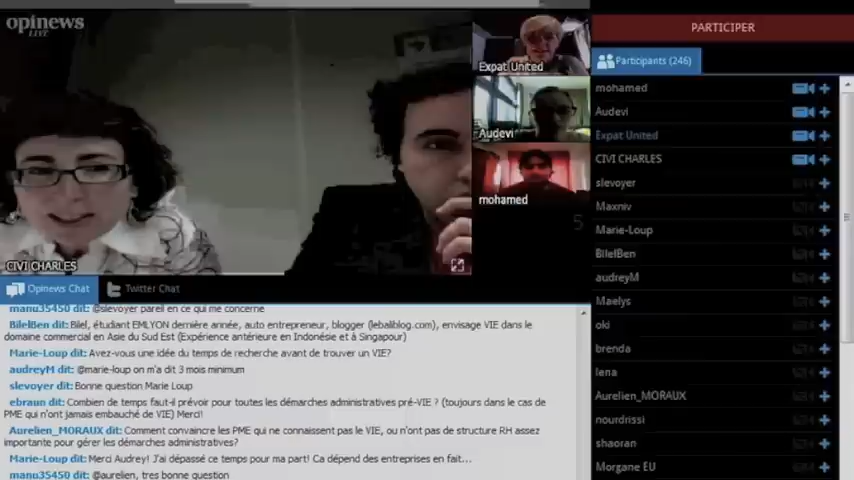 opinews
LIVE
CIVI CHARLES
Expat United
Audevi
mohamed
5
PARTICIPER
Participants (246)
mohamed
Audevi
Expat United
CIVI CHARLES
slevoyer
Maxniv
Marie-Loup
BilelBen
audreyM
Maelys
oki
brenda
lena
Aurelien_MORAUX
nourdrissi
shaoran
Morgane EU
Opinews Chat
Twitter Chat
manu35450 dit: @slevoyer pareil en ce qui me concerne
BilelBen dit: Bilel, étudiant EMLYON dernière année, auto entrepreneur, blogger (lebaliblog.com), envisage VIE dans le
domaine commercial en Asie du Sud Est (Expérience antérieure en Indonésie et à Singapour)
Marie-Loup dit: Avez-vous une idée du temps de recherche avant de trouver un VIE?
audreyM dit: @marie-loup on m'a dit 3 mois minimum
slevoyer dit: Bonne question Marie Loup
ebraun dit: Combien de temps faut-il prévoir pour toutes les démarches administratives pré-VIE ? (toujours dans le cas de
PME qui n'ont jamais embauché de VIE) Merci!
Aurelien_MORAUX dit: Comment convaincre les PME qui ne connaissent pas le VIE, ou n'ont pas de structure RH assez
importante pour gérer les démarches administratives?
Marie-Loup dit: Merci Audrey! J'ai dépassé ce temps pour ma part! Ca dépend des entreprises en fait...
manu35450 dit: @aurelien, tres bonne question